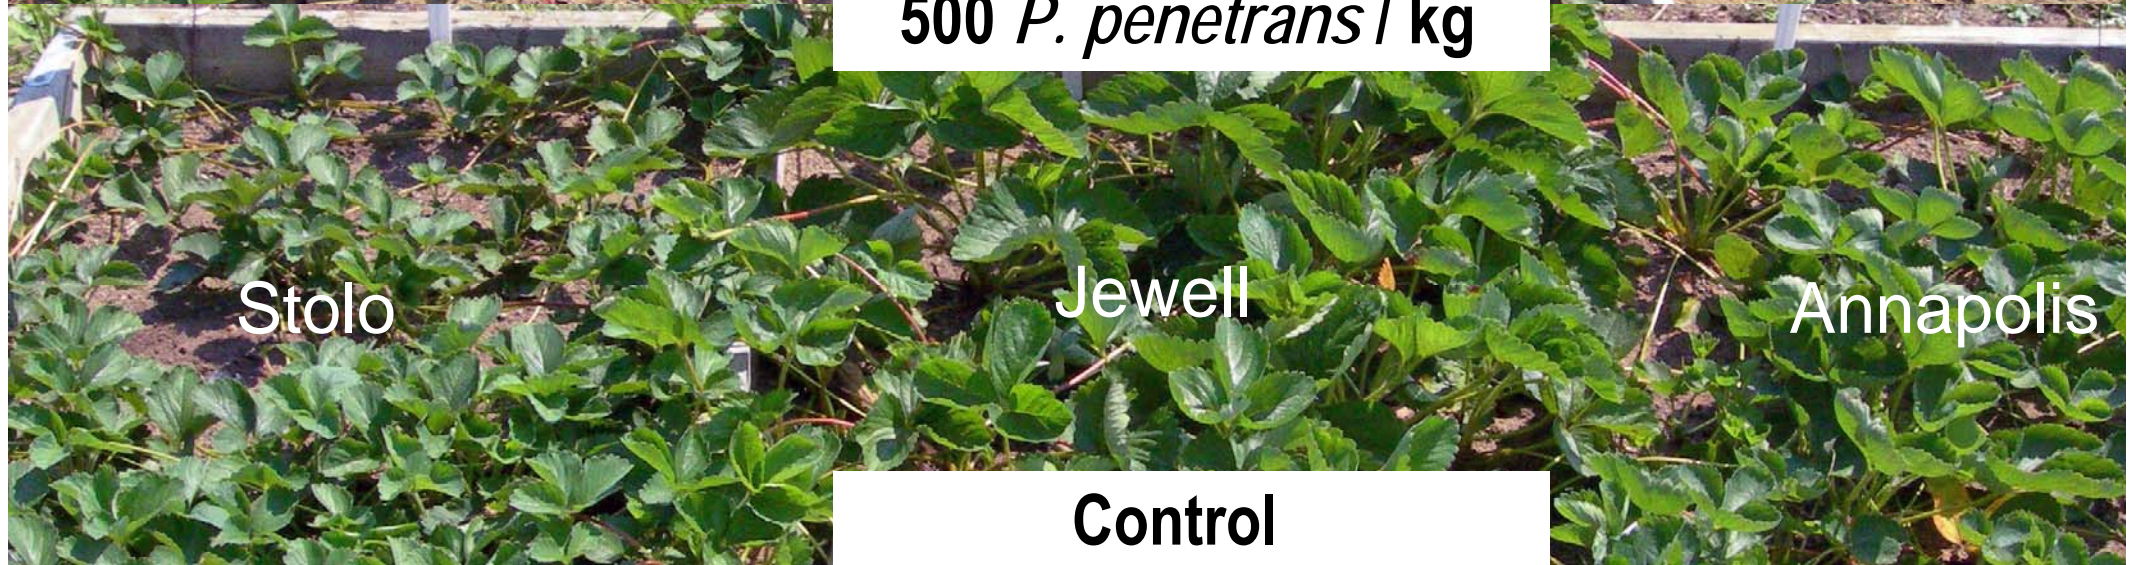 500 P. penetrans / kg
Stolo
Jewell
Annapolis
Control